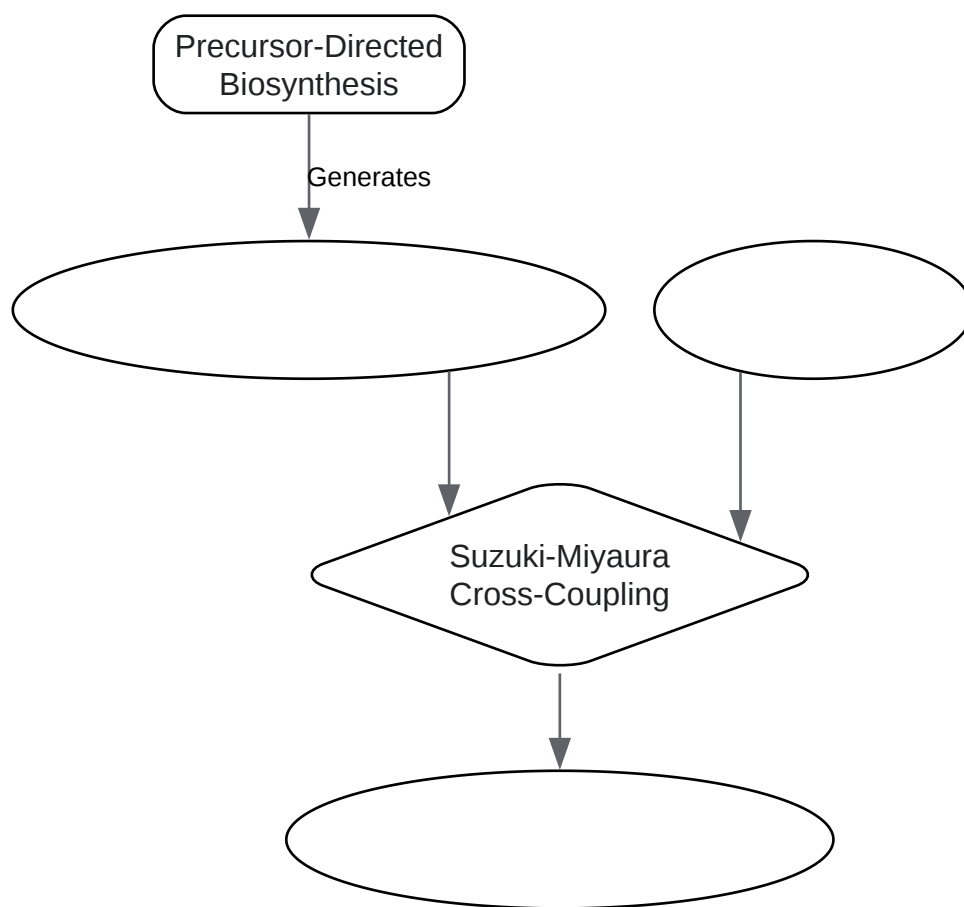 Precursor-Directed
Biosynthesis
Generates
Suzuki-Miyaura
Cross-Coupling